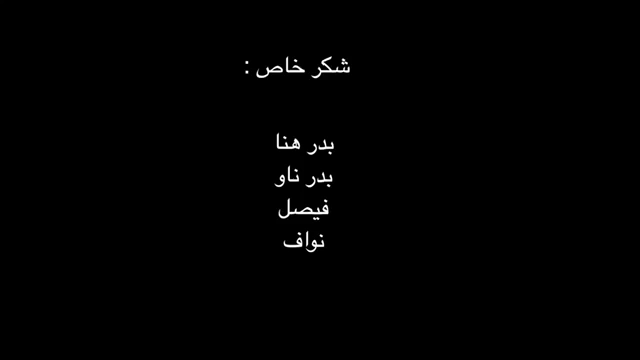 شكر خاص :
بدر هنا
بدر ناو
فيصل
نواف